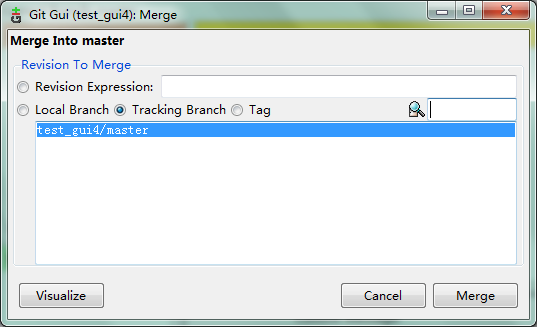 Git Gui (test_gui4): Merge
Merge Into master
Revision To Merge
Revision Expression:
Local Branch Tracking Branch Tag
test_gui4/master
Visualize Cancel Merge